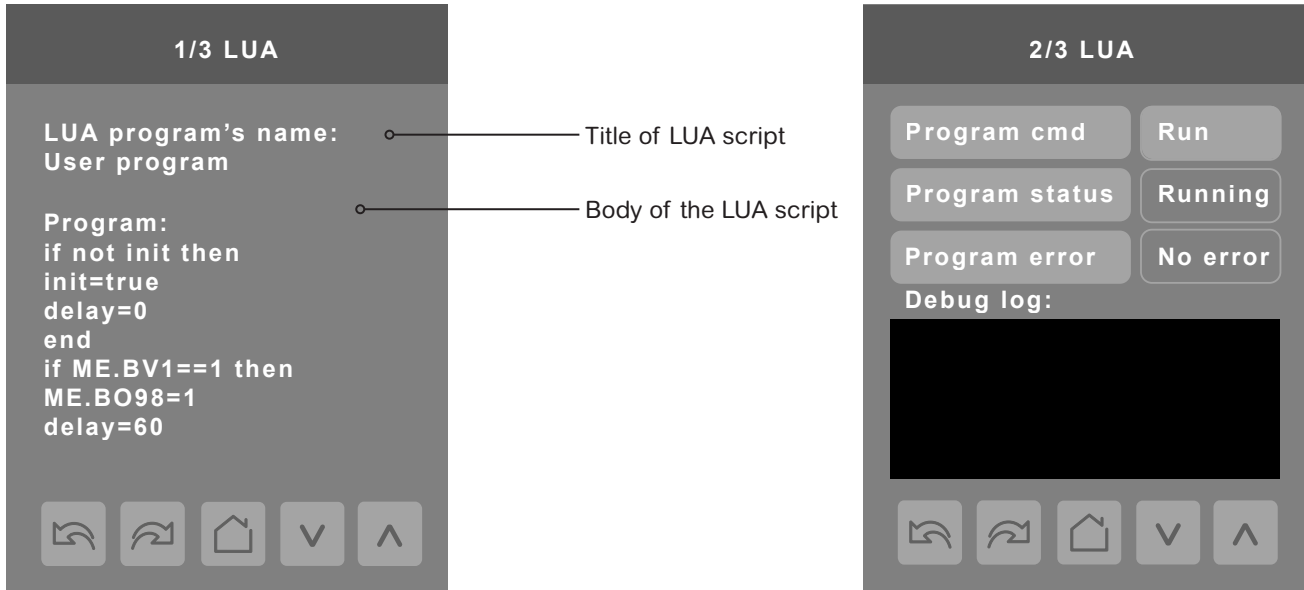 1/3 LUA
LUA program’s name:
User program
Program:
if not init then
init=true
delay=0
end
if ME.BV1==1 then
ME.BO98=1
delay=60
Title of LUA script
Body of the LUA script
2/3 LUA
Program cmd Run
Program status Running
Program error No error
Debug log: